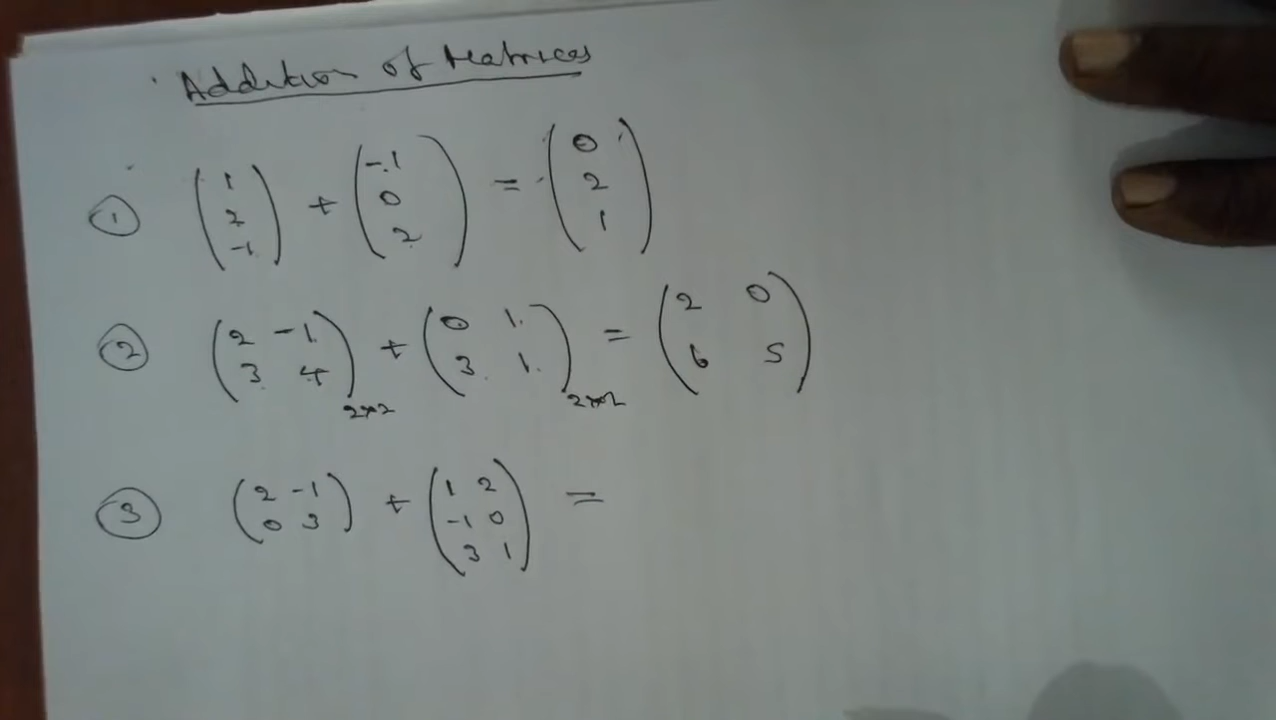 Addition of Matrices
① (1 2 -1) + (-1 0 2) = (0 2 1)
② (2 -1
3 4)2×2 + (0 1
3 1)2×2 = (2 0
6 5)
③ (2 -1
0 3) + (1 2
-1 0
3 1) =